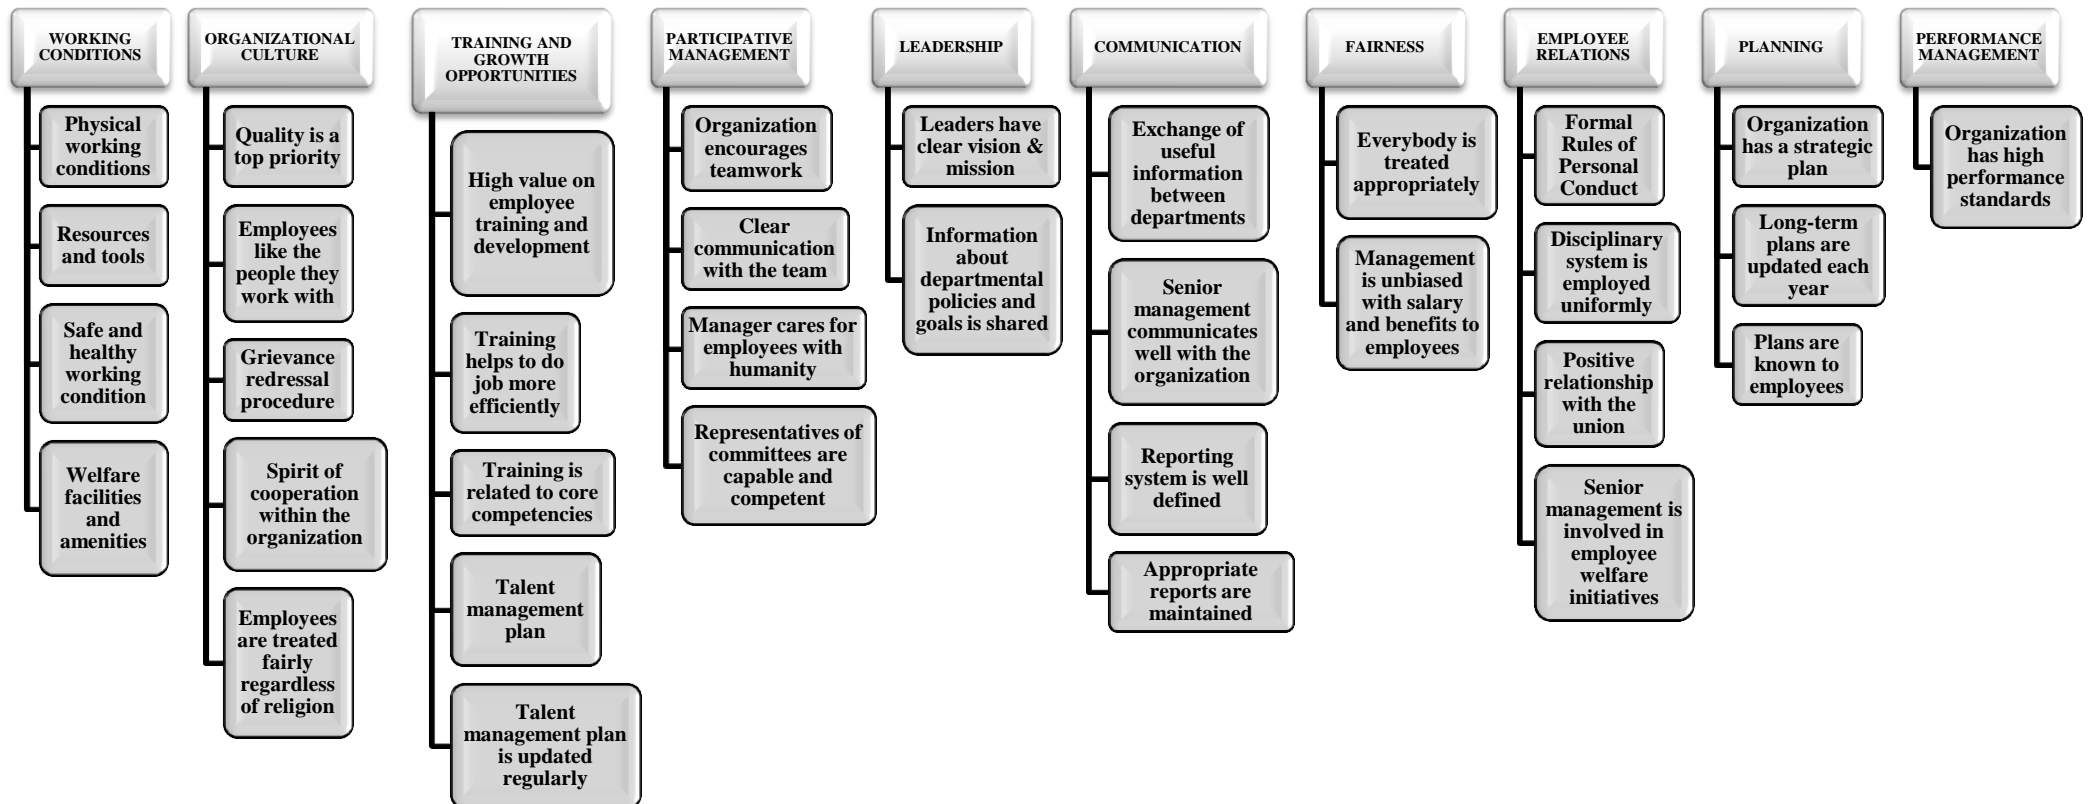 WORKING
CONDITIONS
Physical
working
conditions
Resources
and tools
Safe and
healthy
working
condition
Welfare
facilities
and
amenities
ORGANIZATIONAL
CULTURE
Quality is a
top priority
Employees
like the
people they
work with
Grievance
redressal
procedure
Spirit of
cooperation
within the
organization
Employees
are treated
fairly
regardless
of religion
TRAINING AND
GROWTH
OPPORTUNITIES
High value on
employee
training and
development
Training
helps to do
job more
efficiently
Training is
related to core
competencies
Talent
management
plan
Talent
management plan
is updated
regularly
PARTICIPATIVE
MANAGEMENT
Organization
encourages
teamwork
Clear
communication
with the team
Manager cares for
employees with
humanity
Representatives of
committees are
capable and
competent
LEADERSHIP
Leaders have
clear vision &
mission
Information
about
departmental
policies and
goals is shared
COMMUNICATION
Exchange of
useful
information
between
departments
Senior
management
communicates
well with the
organization
Reporting
system is well
defined
Appropriate
reports are
maintained
FAIRNESS
Everybody is
treated
appropriately
Management
is unbiased
with salary
and benefits to
employees
EMPLOYEE
RELATIONS
Formal
Rules of
Personal
Conduct
Disciplinary
system is
employed
uniformly
Positive
relationship
with the
union
Senior
management is
involved in
employee
welfare
initiatives
PLANNING
Organization
has a strategic
plan
Long-term
plans are
updated each
year
Plans are
known to
employees
PERFORMANCE
MANAGEMENT
Organization
has high
performance
standards